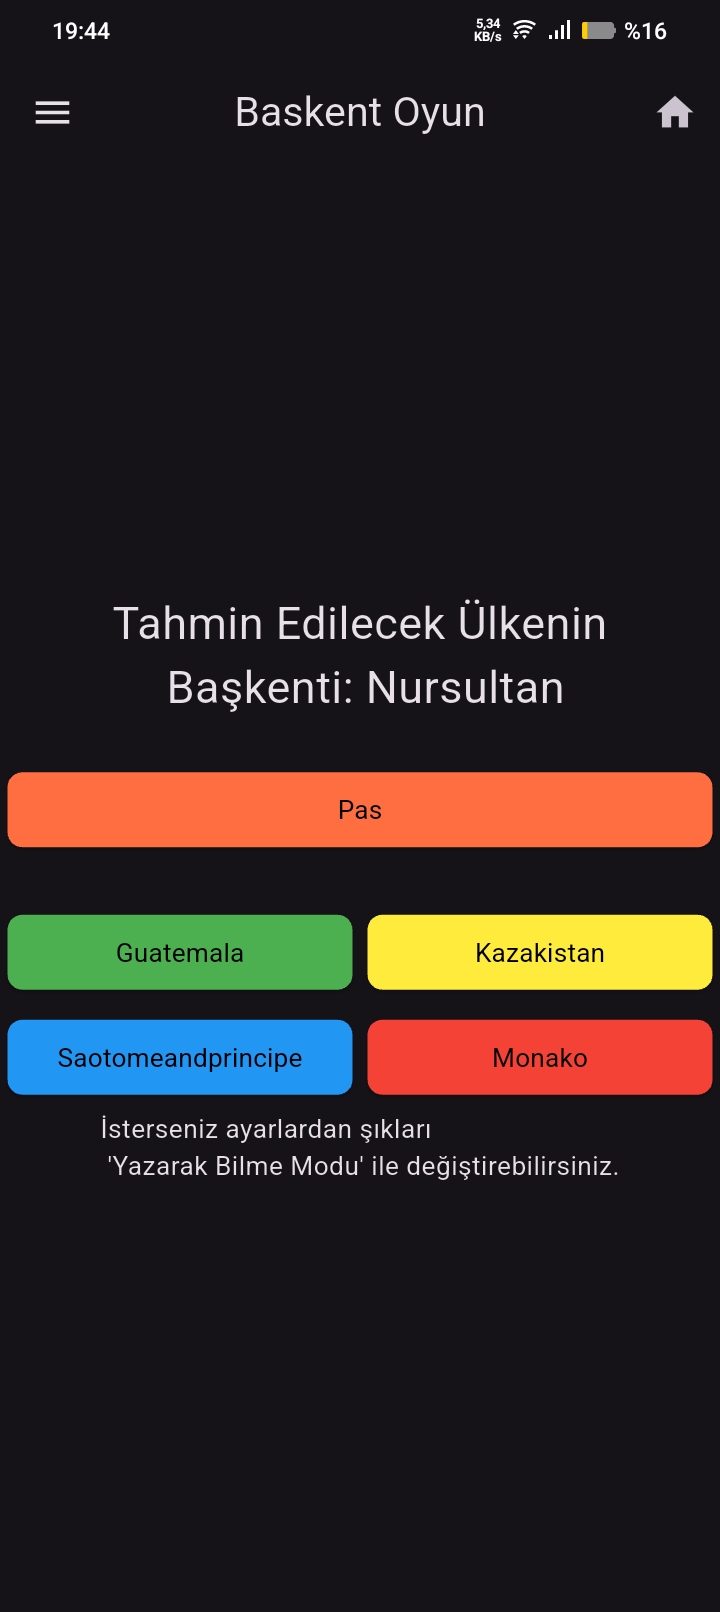 19:44
5,34
KB/s
%16
Baskent Oyun
Tahmin Edilecek Ülkenin
Başkenti: Nursultan
Pas
Guatemala
Kazakistan
Saotomeandprincipe
Monako
İsterseniz ayarlardan şıkları
'Yazarak Bilme Modu' ile değiştirebilirsiniz.